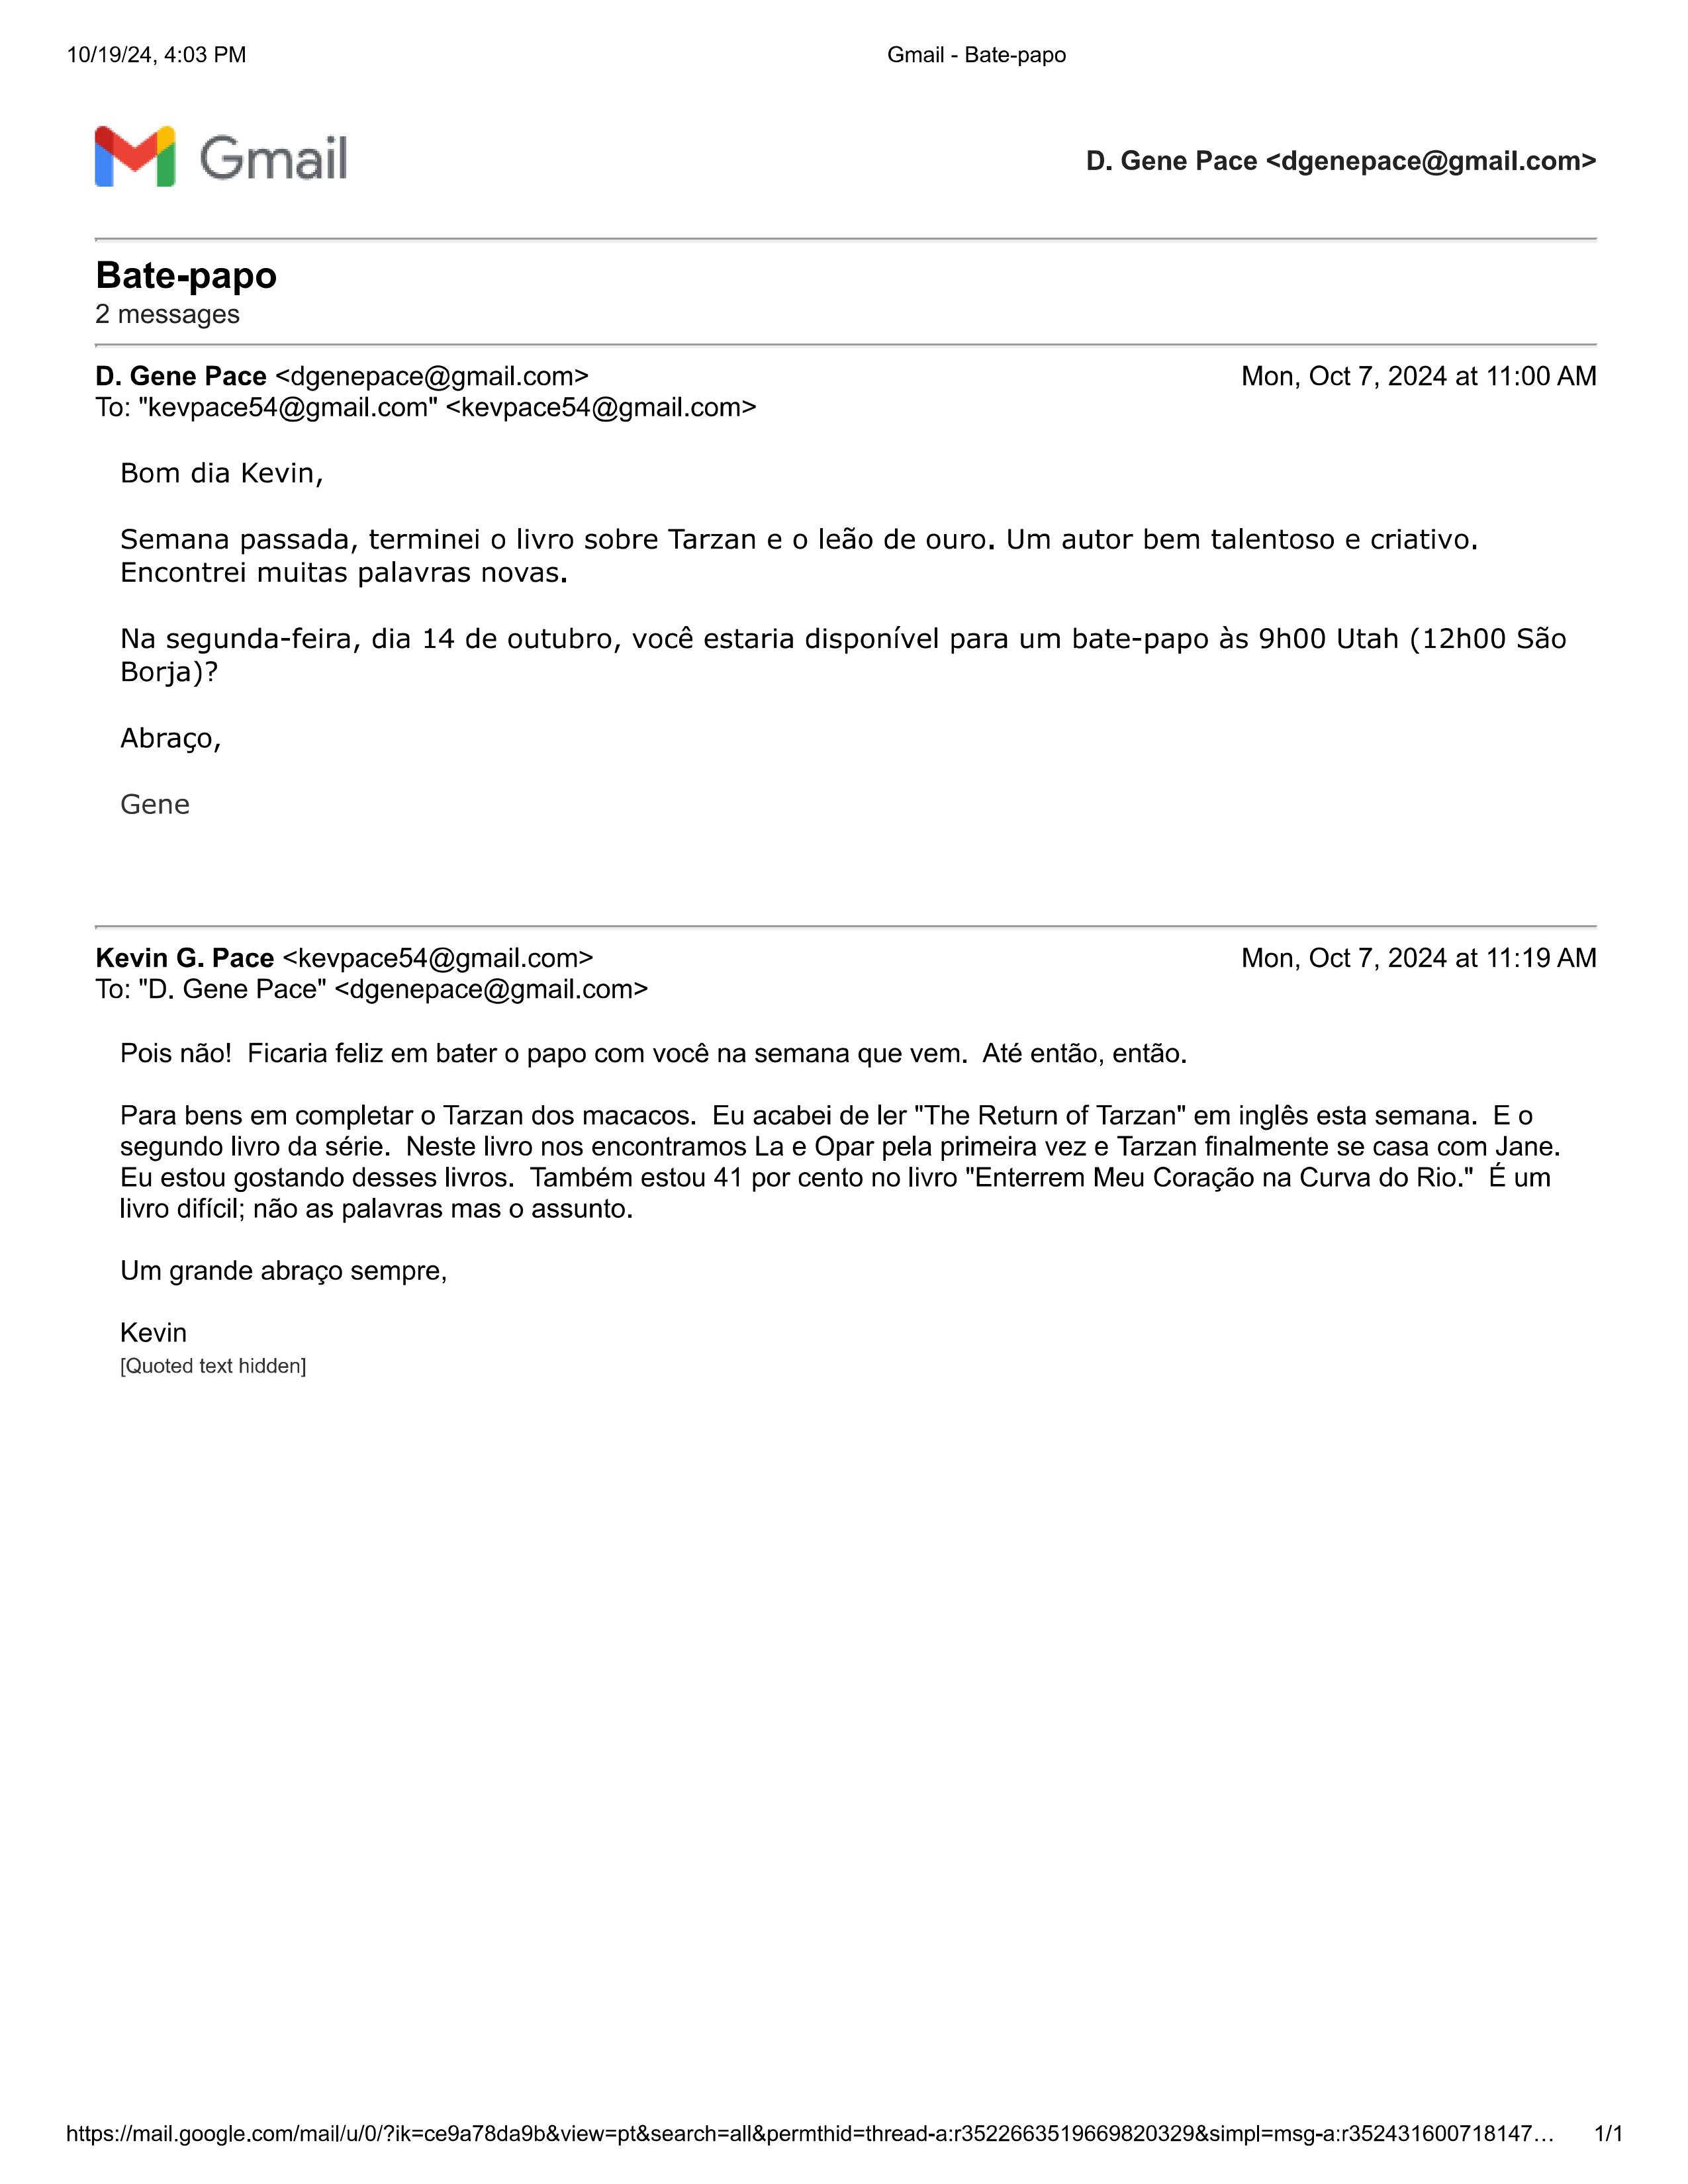 10/19/24, 4:03 PM
Gmail - Bate-papo
Gmail
D. Gene Pace <dgenepace@gmail.com>
Bate-papo
2 messages
D. Gene Pace <dgenepace@gmail.com>
Mon, Oct 7, 2024 at 11:00 AM
To: "kevpace54@gmail.com" <kevpace54@gmail.com>
Bom dia Kevin,
Semana passada, terminei o livro sobre Tarzan e o leão de ouro. Um autor bem talentoso e criativo.
Encontrei muitas palavras novas.
Na segunda-feira, dia 14 de outubro, você estaria disponível para um bate-papo às 9h00 Utah (12h00 São
Borja)?
Abraço,
Gene
Kevin G. Pace <kevpace54@gmail.com>
Mon, Oct 7, 2024 at 11:19 AM
To: "D. Gene Pace" <dgenepace@gmail.com>
Pois não!  Ficaria feliz em bater o papo com você na semana que vem.  Até então, então.
Para bens em completar o Tarzan dos macacos.  Eu acabei de ler "The Return of Tarzan" em inglês esta semana.  E o
segundo livro da série.  Neste livro nos encontramos La e Opar pela primeira vez e Tarzan finalmente se casa com Jane.
Eu estou gostando desses livros.  Também estou 41 por cento no livro "Enterrem Meu Coração na Curva do Rio."  É um
livro difícil; não as palavras mas o assunto.
Um grande abraço sempre,
Kevin
[Quoted text hidden]
https://mail.google.com/mail/u/0/?ik=ce9a78da9b&view=pt&search=all&permthid=thread-a:r3522663519669820329&simpl=msg-a:r352431600718147…
1/1